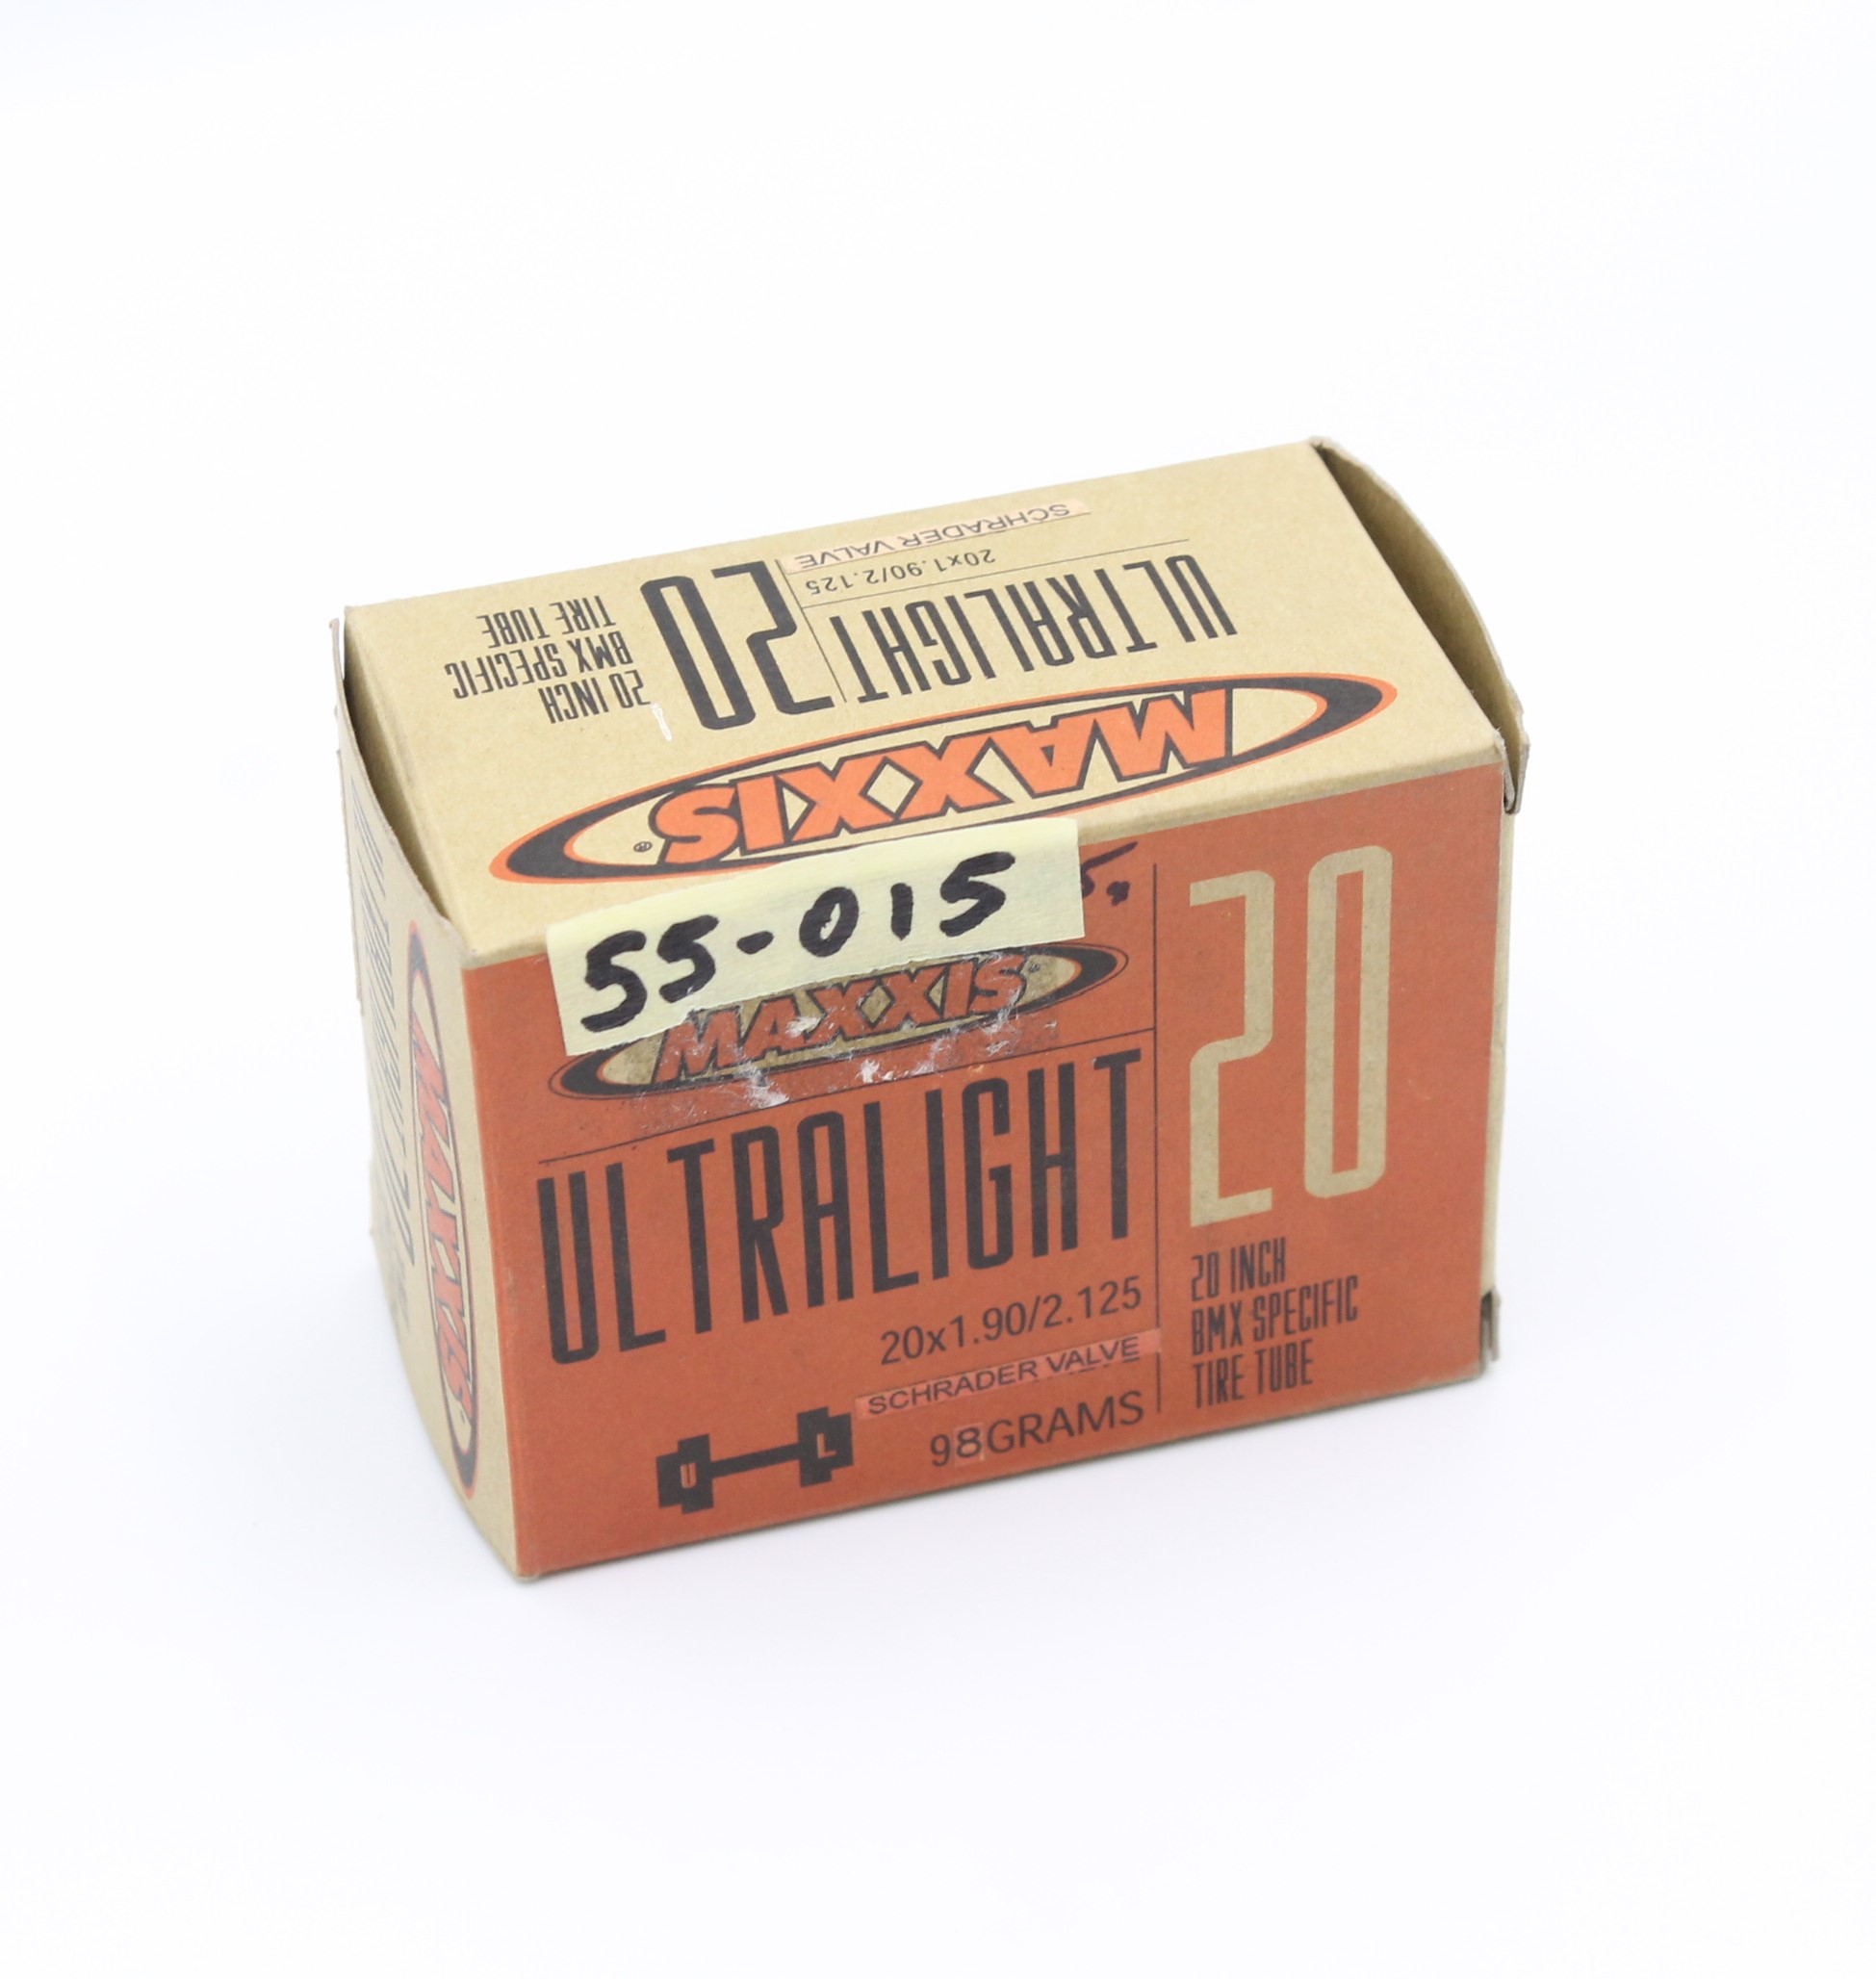 SCHRADER VALVE
20x1.90/2.125
ULTRALIGHT
20
20 INCH
BMX SPECIFIC
TIRE TUBE
MAXXIS®
55-015
5.
MAXXIS®
ULTRALIGHT
20x1.90/2.125
SCHRADER VALVE
98GRAMS
U L
20
20 INCH
BMX SPECIFIC
TIRE TUBE
MAXXIS